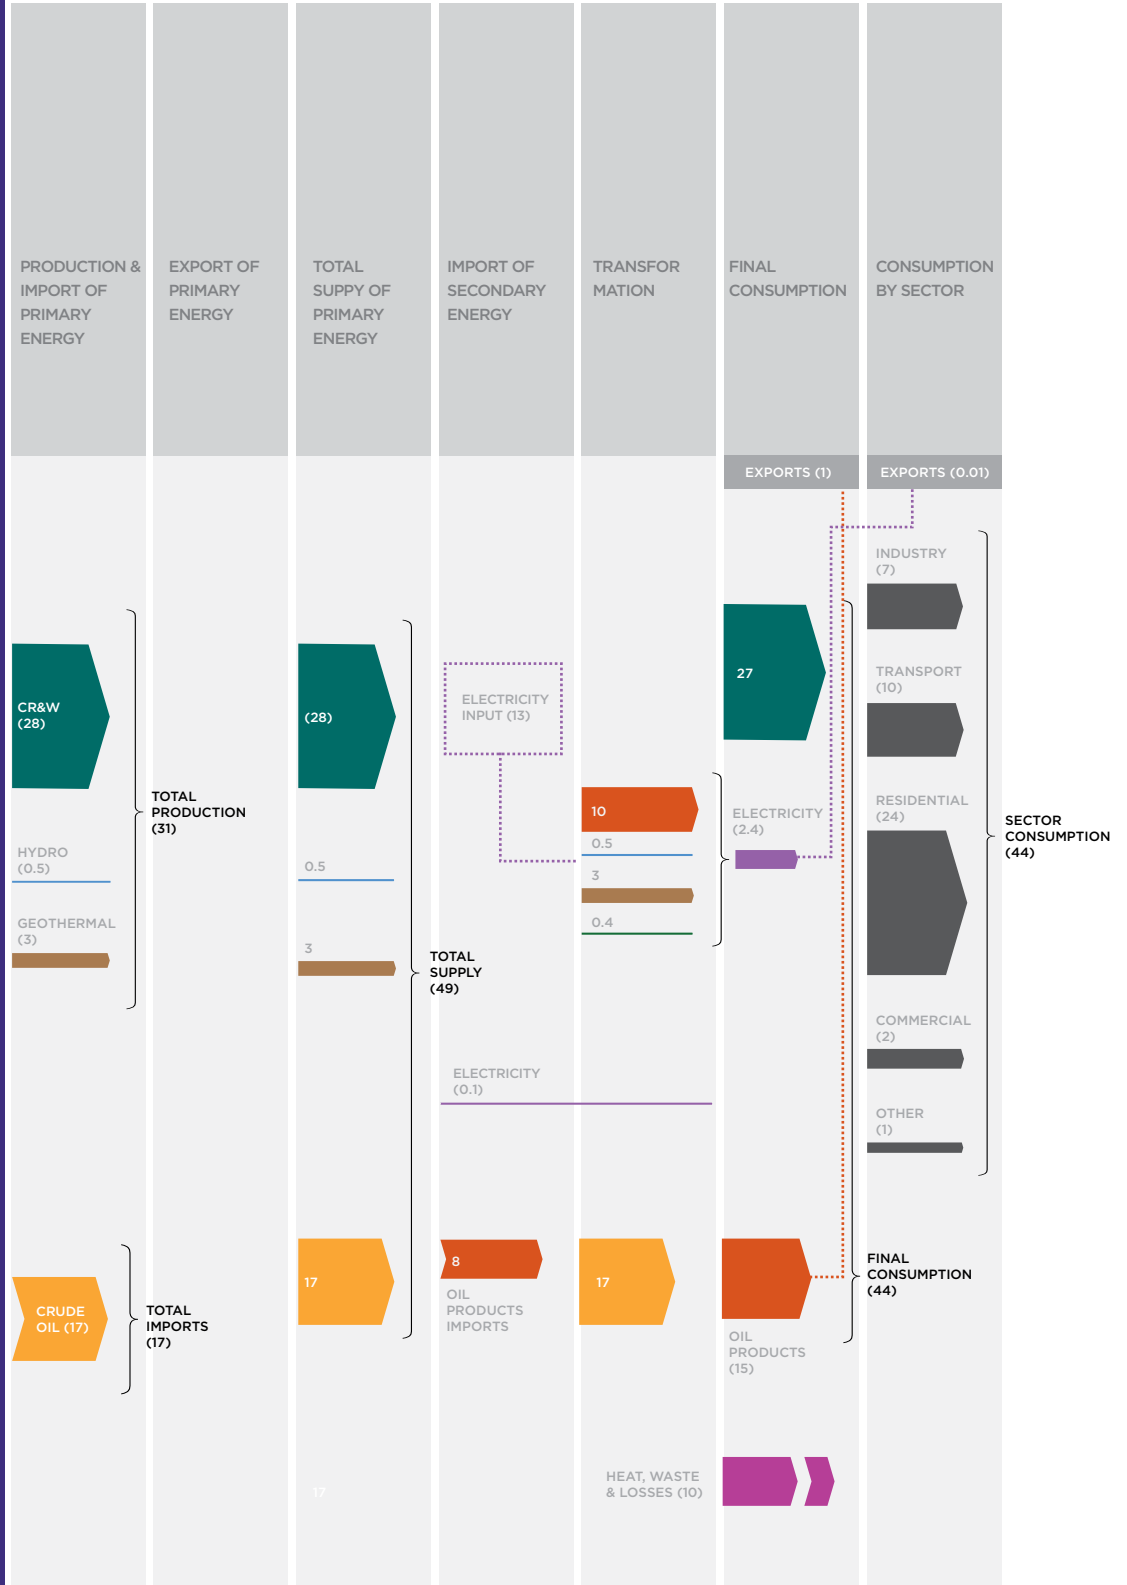 PRODUCTION &
IMPORT OF
PRIMARY
ENERGY
EXPORT OF
PRIMARY
ENERGY
TOTAL
SUPPY OF
PRIMARY
ENERGY
IMPORT OF
SECONDARY
ENERGY
TRANSFOR
MATION
FINAL
CONSUMPTION
CONSUMPTION
BY SECTOR
EXPORTS (1)
EXPORTS (0.01)
CR&W
(28)
HYDRO
(0.5)
GEOTHERMAL
(3)
TOTAL
PRODUCTION
(31)
CRUDE
OIL (17)
TOTAL
IMPORTS
(17)
(28)
0.5
3
TOTAL
SUPPLY
(49)
17
17
ELECTRICITY
INPUT (13)
ELECTRICITY
(0.1)
8
OIL
PRODUCTS
IMPORTS
10
0.5
3
0.4
17
HEAT, WASTE
& LOSSES (10)
27
ELECTRICITY
(2.4)
OIL
PRODUCTS
(15)
FINAL
CONSUMPTION
(44)
INDUSTRY
(7)
TRANSPORT
(10)
RESIDENTIAL
(24)
COMMERCIAL
(2)
OTHER
(1)
SECTOR
CONSUMPTION
(44)